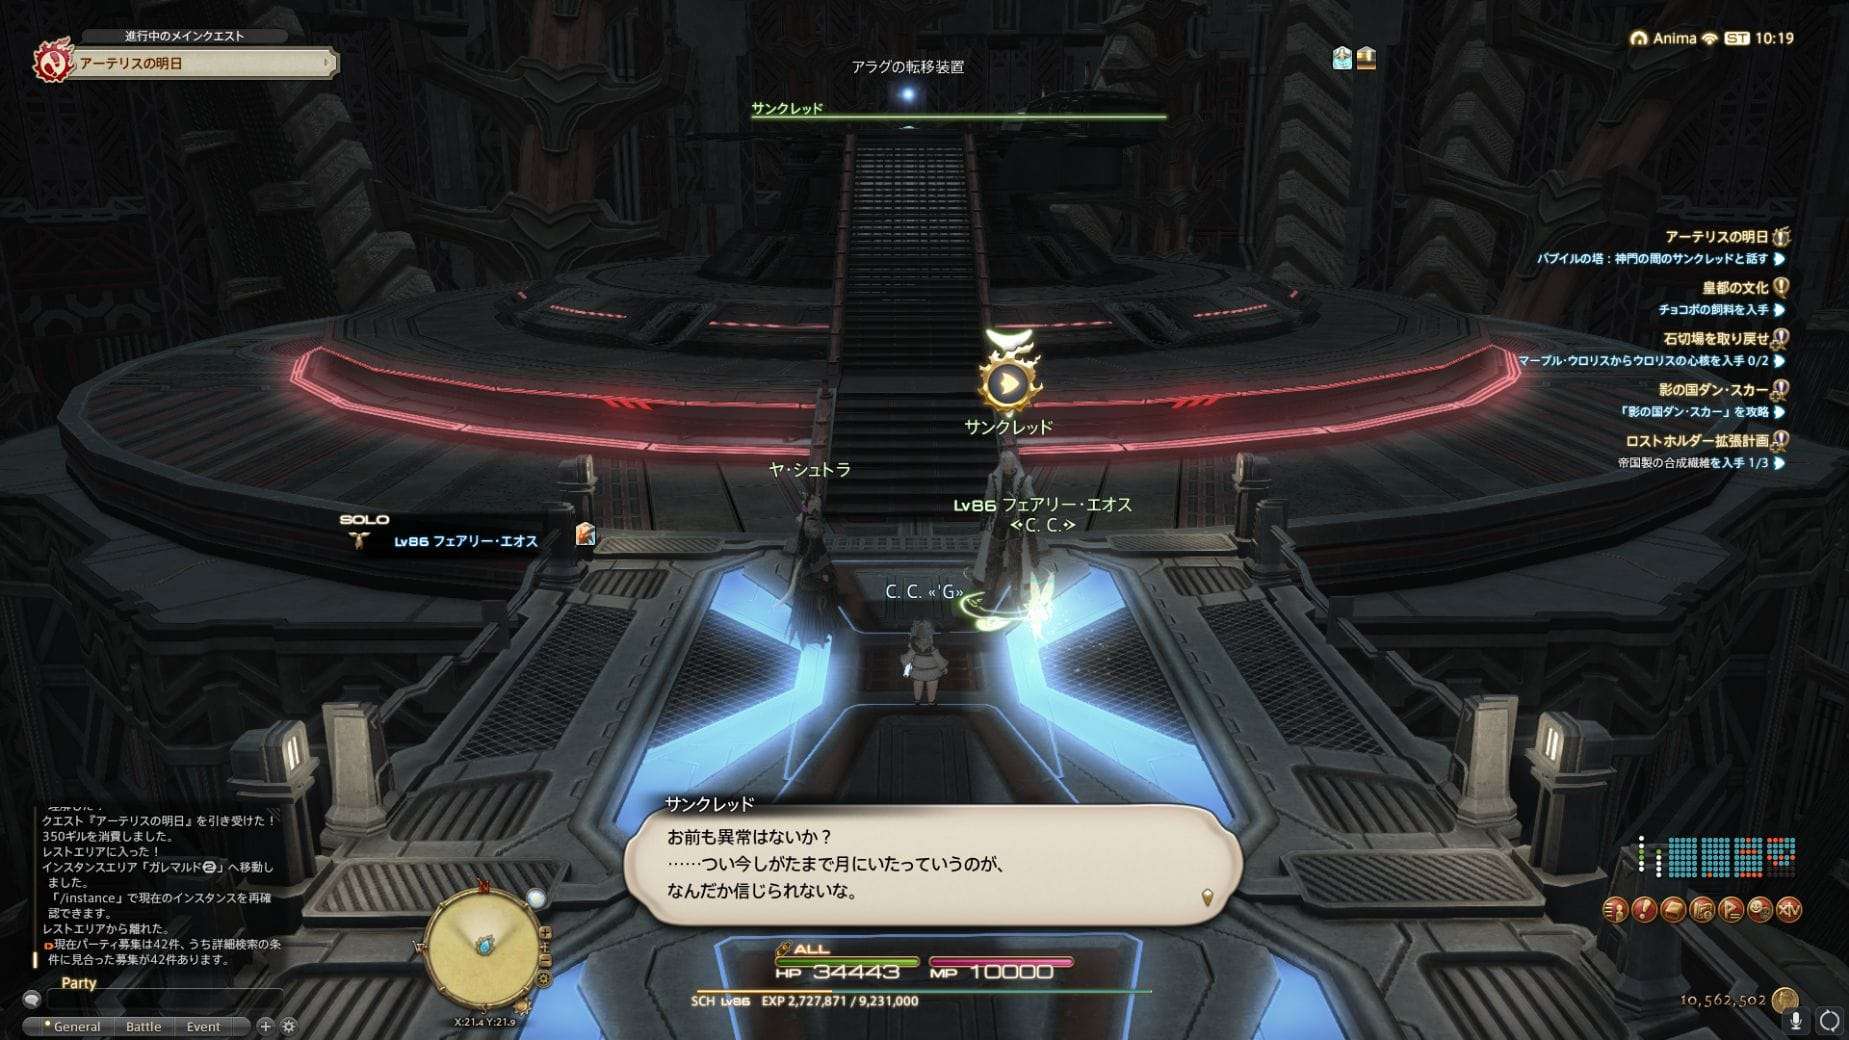 進行中のメインクエスト
アーテリスの明日
アラグの転移装置
サンクレッド
Anima ST 10:19
アーテリスの明日
バブイルの塔：神門の間のサンクレッドと話す
皇都の文化
チョコボの飼料を入手
石切場を取り戻せ
マーブル・ウロリスからウロリスの心核を入手 0/2
影の国ダン・スカー
「影の国ダン・スカー」を攻略
ロストホルダー拡張計画
帝国製の合成繊維を入手 1/3
サンクレッド
ヤ・シュトラ
Lv86 フェアリー・エオス
<C. C.>
SOLO
Lv86 フェアリー・エオス
C. C. «'G»
サンクレッド
お前も異常はないか？
……つい今しがたまで月にいたっていうのが、
なんだか信じられないな。
クエスト『アーテリスの明日』を引き受けた！
350ギルを消費しました。
レストエリアに入った！
インスタンスエリア「ガレマルド2」へ移動し
ました。
「/instance」で現在のインスタンスを再確
認できます。
レストエリアから離れた。
現在パーティ募集は42件、うち詳細検索の条
件に見合った募集が42件あります。
Party
General Battle Event
X:21.4 Y:21.9
ALL
HP 34443 MP 10000
SCH Lv86 EXP 2,727,871 / 9,231,000
XIV
10,562,502